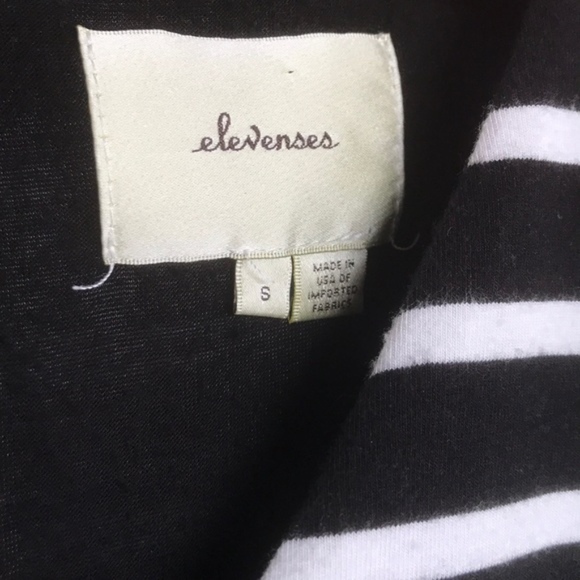 elevenses
S
MADE IN
USA OF
IMPORTED
FABRICS